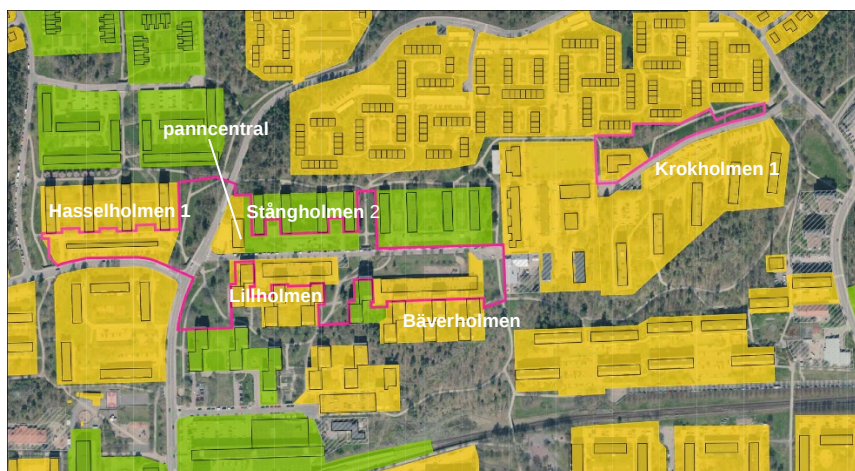 panncentral
Krokholmen 1
Hasselholmen 1
Stångholmen 2
Lillholmen
Bäverholmen